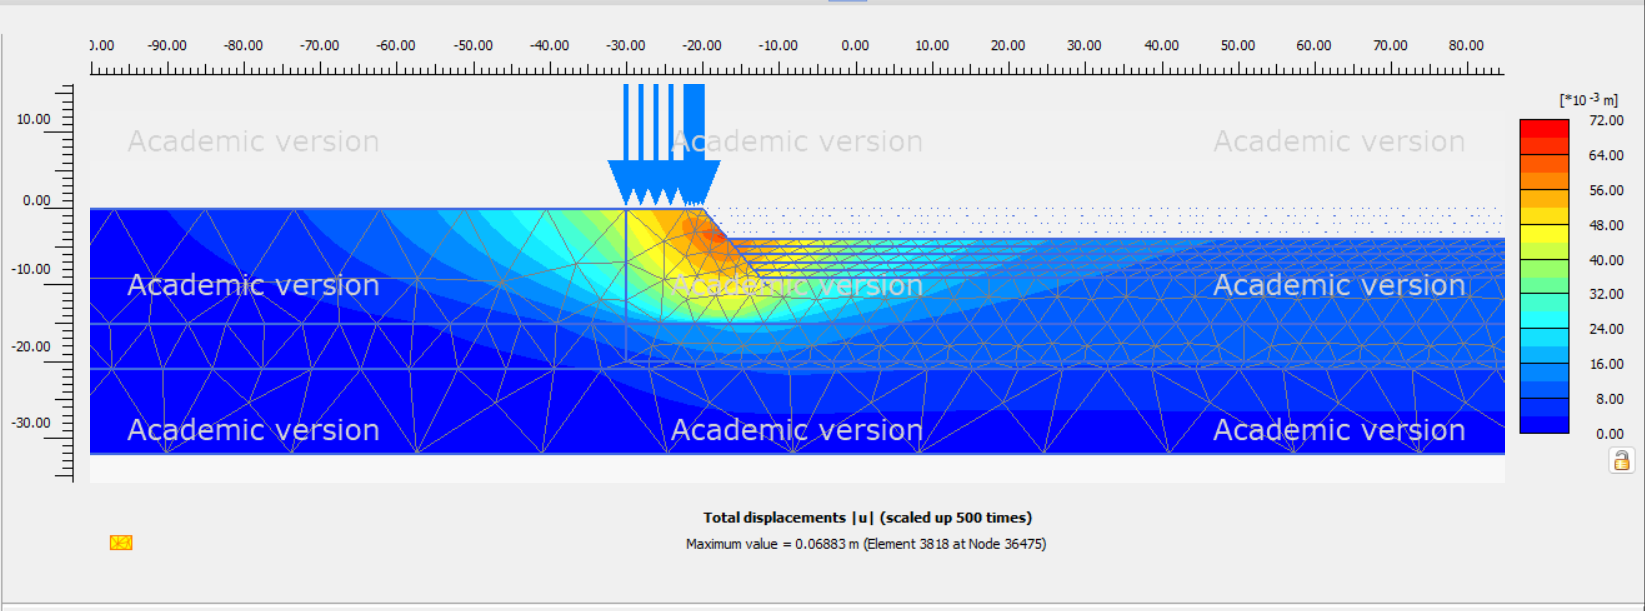 0.00 -90.00 -80.00 -70.00 -60.00 -50.00 -40.00 -30.00 -20.00 -10.00 0.00 10.00 20.00 30.00 40.00 50.00 60.00 70.00 80.00
[*10 -3 m]
72.00
64.00
56.00
48.00
40.00
32.00
24.00
16.00
8.00
0.00
10.00
0.00
-10.00
-20.00
-30.00
Academic version Academic version Academic version
Academic version Academic version Academic version
Academic version Academic version Academic version
Total displacements |u| (scaled up 500 times)
Maximum value = 0.06883 m (Element 3818 at Node 36475)